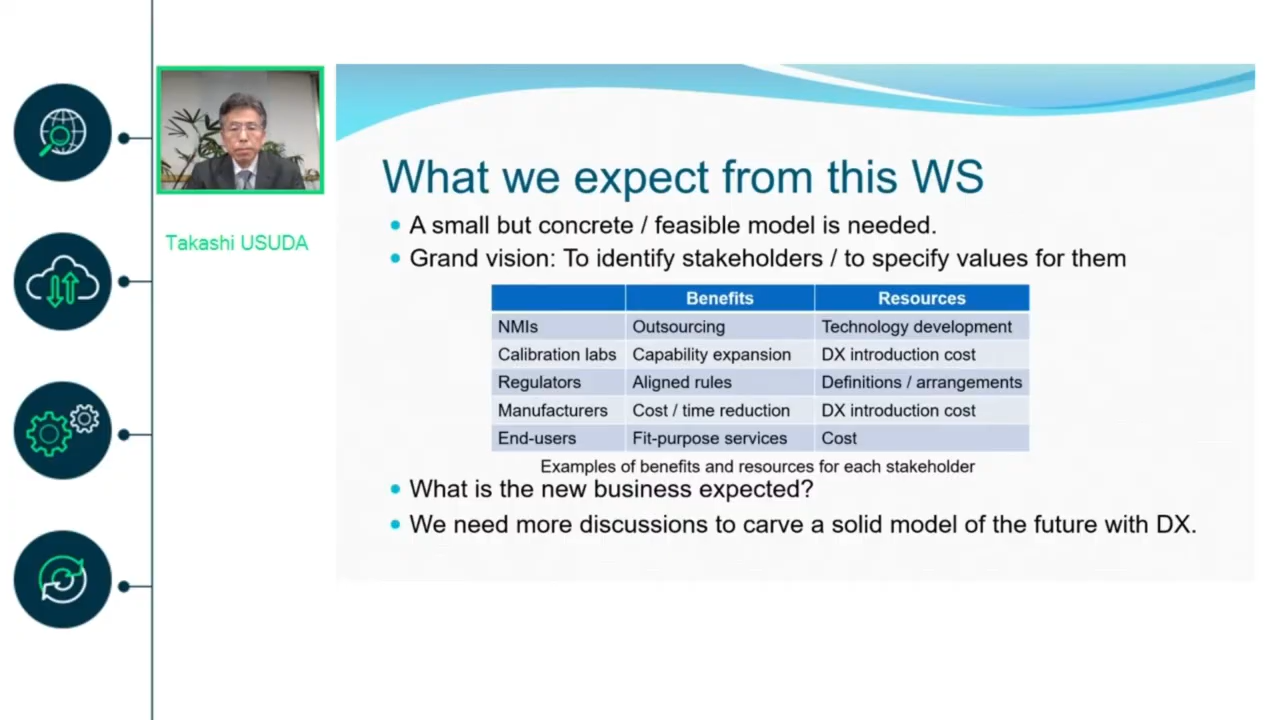 Takashi USUDA
What we expect from this WS
A small but concrete / feasible model is needed.
Grand vision: To identify stakeholders / to specify values for them
Benefits Resources
NMIs Outsourcing Technology development
Calibration labs Capability expansion DX introduction cost
Regulators Aligned rules Definitions / arrangements
Manufacturers Cost / time reduction DX introduction cost
End-users Fit-purpose services Cost
Examples of benefits and resources for each stakeholder
What is the new business expected?
We need more discussions to carve a solid model of the future with DX.